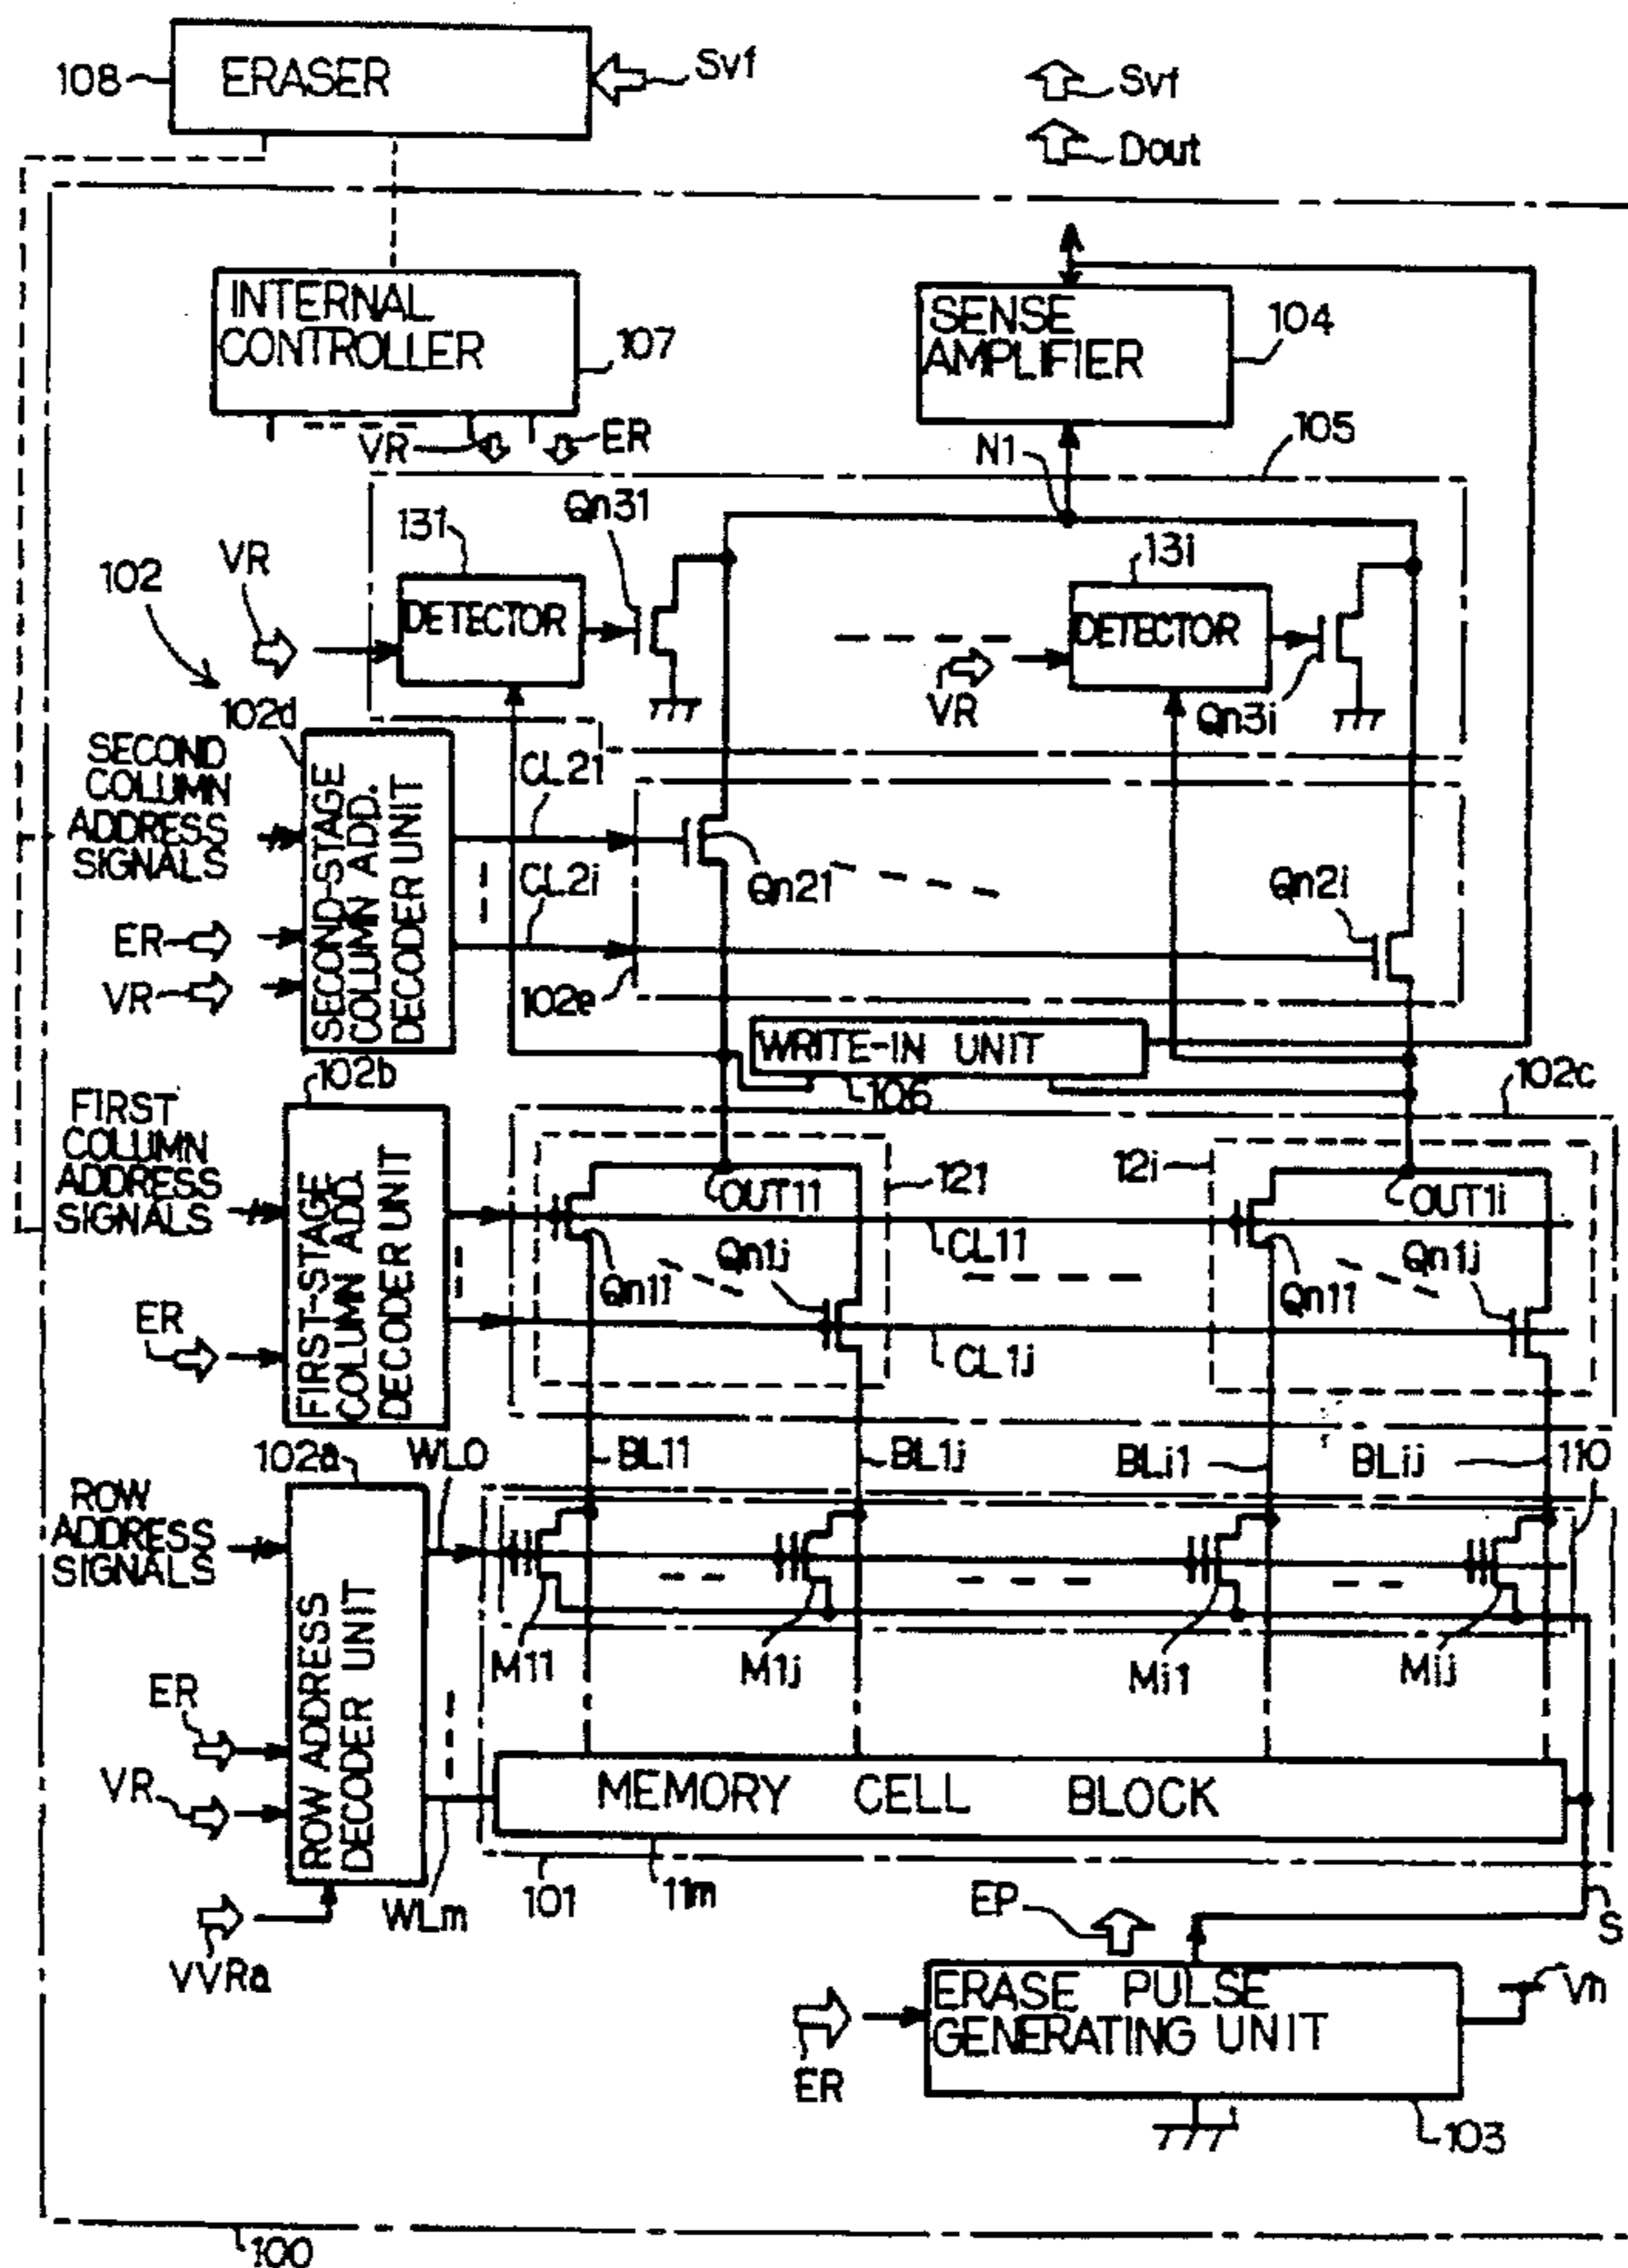 108
ERASER
Svf
Svf
Dout
INTERNAL
CONTROLLER
107
SENSE
AMPLIFIER
104
VR
ER
N1
105
Qn31
131
13i
VR
102
DETECTOR
DETECTOR
VR
Qn3i
102d
SECOND
COLUMN
ADDRESS
SIGNALS
SECOND-STAGE
COLUMN ADD.
DECODER UNIT
CL21
CL2i
Qn21
Qn2i
ER
VR
102e
WRITE-IN UNIT
106
102b
102c
FIRST
COLUMN
ADDRESS
SIGNALS
FIRST-STAGE
COLUMN ADD.
DECODER UNIT
121
12i
OUT11
OUT1i
CL11
Qn11
Qn1j
Qn11
Qn1j
ER
CL1j
WL0
BL11
BL1j
BLi1
BLij
110
102a
ROW
ADDRESS
SIGNALS
ROW ADDRESS
DECODER UNIT
M11
M1j
Mi1
Mij
ER
VR
MEMORY CELL BLOCK
WLm
101
11m
VVRa
EP
S
ERASE PULSE
GENERATING UNIT
Vn
ER
103
100